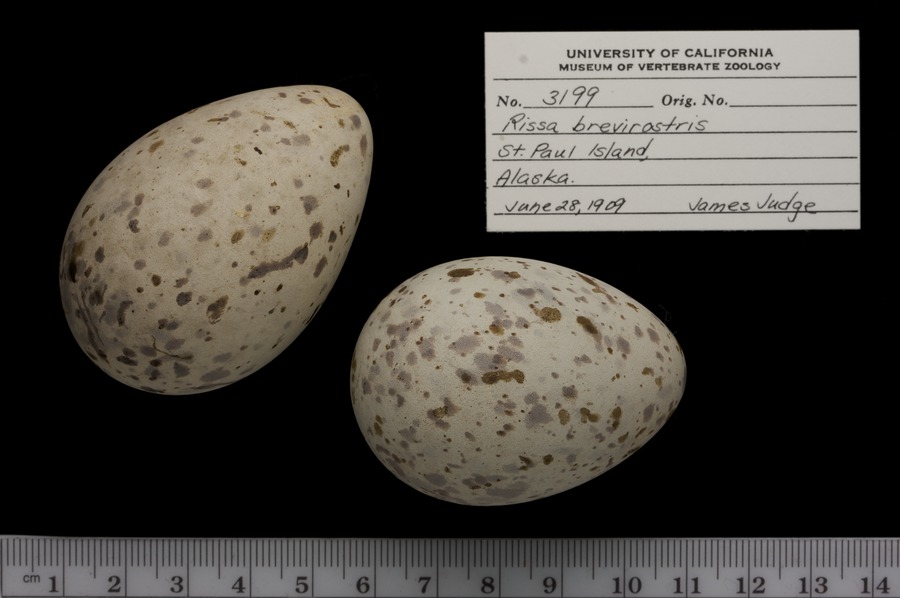 UNIVERSITY OF CALIFORNIA
MUSEUM OF VERTEBRATE ZOOLOGY
No. 3199 Orig. No.
Rissa brevirostris
St. Paul Island,
Alaska.
June 28, 1909 James Judge
cm 1 2 3 4 5 6 7 8 9 10 11 12 13 14